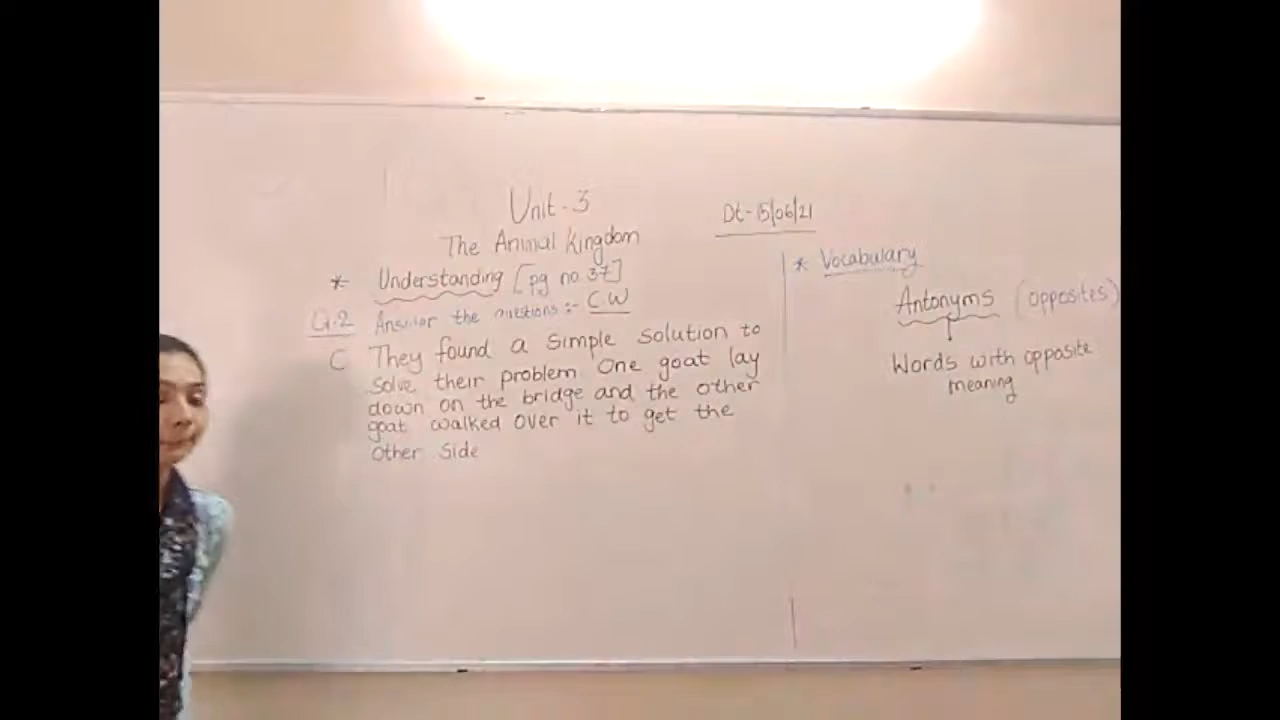 Unit-3
The Animal Kingdom
Dt-15/06/21
* Understanding [pg no 37]
Q.2 Answer the questions:- CW
C They found a simple solution to
solve their problem One goat lay
down on the bridge and the other
goat walked over it to get the
other side
* Vocabulary
Antonyms (opposites)
Words with opposite
meaning